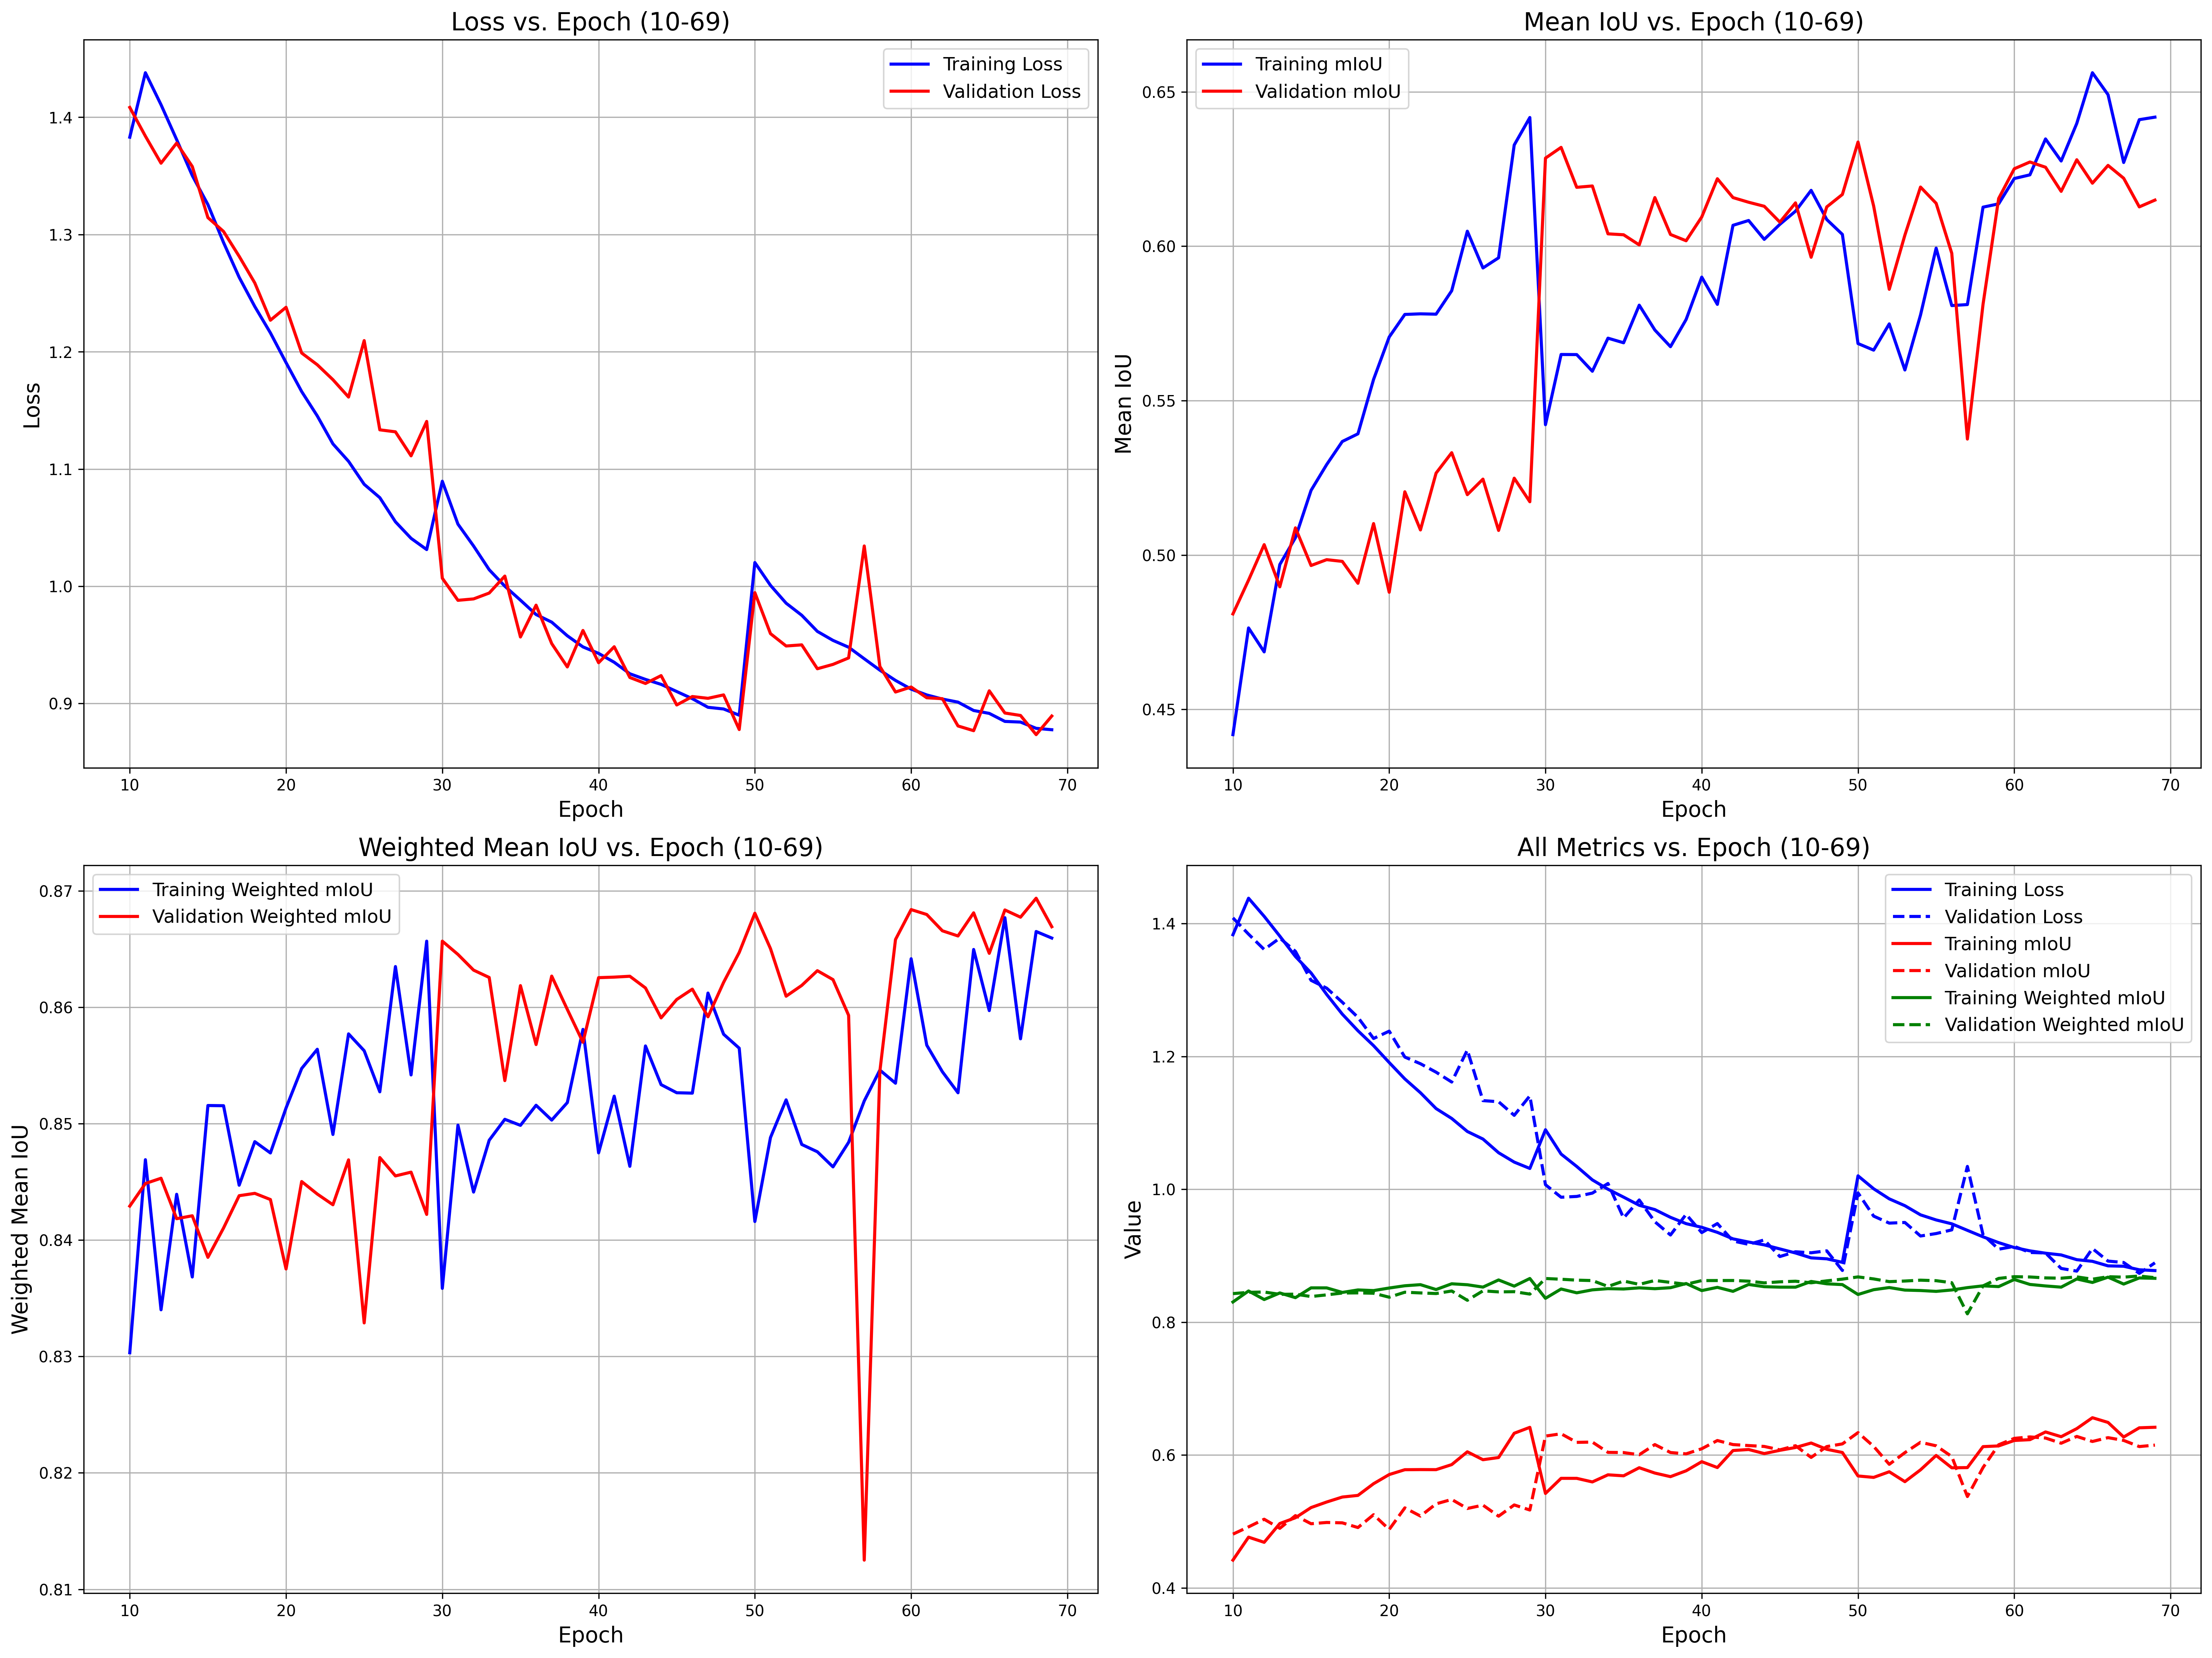 Loss vs. Epoch (10-69)
Training Loss
Validation Loss
1.4
1.3
1.2
1.1
1.0
0.9
Loss
10 20 30 40 50 60 70
Epoch
Mean IoU vs. Epoch (10-69)
Training mIoU
Validation mIoU
0.65
0.60
0.55
0.50
0.45
Mean IoU
10 20 30 40 50 60 70
Epoch
Weighted Mean IoU vs. Epoch (10-69)
Training Weighted mIoU
Validation Weighted mIoU
0.87
0.86
0.85
0.84
0.83
0.82
0.81
Weighted Mean IoU
10 20 30 40 50 60 70
Epoch
All Metrics vs. Epoch (10-69)
Training Loss
Validation Loss
Training mIoU
Validation mIoU
Training Weighted mIoU
Validation Weighted mIoU
1.4
1.2
1.0
0.8
0.6
0.4
Value
10 20 30 40 50 60 70
Epoch